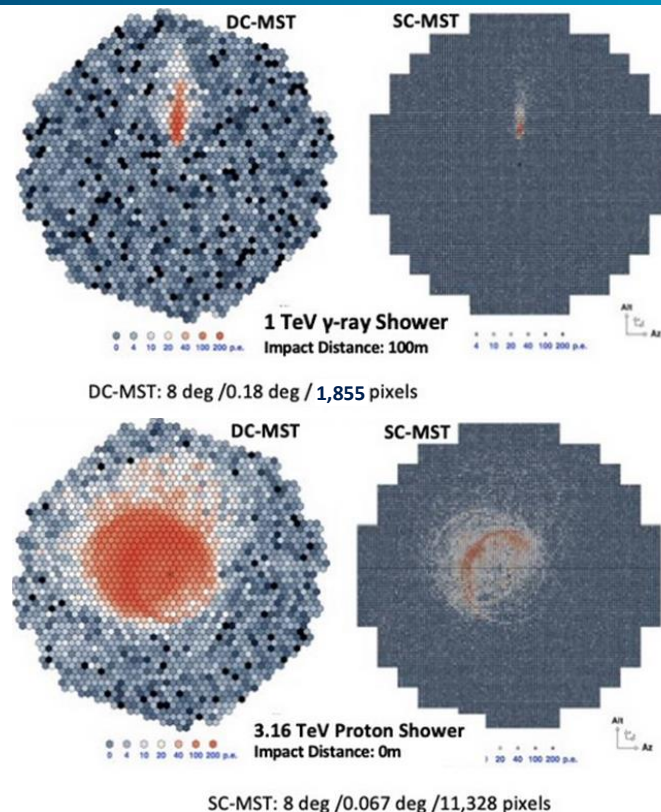 DC-MST SC-MST
Alt
Az
1 TeV γ-ray Shower
Impact Distance: 100m
0 4 10 20 40 100 200 p.e.
4 10 20 40 100 200 p.e.
DC-MST: 8 deg /0.18 deg / 1,855 pixels
DC-MST SC-MST
Alt
Az
3.16 TeV Proton Shower
Impact Distance: 0m
0 4 10 20 40 100 200 p.e.
20 40 100 200 p.e.
SC-MST: 8 deg /0.067 deg /11,328 pixels